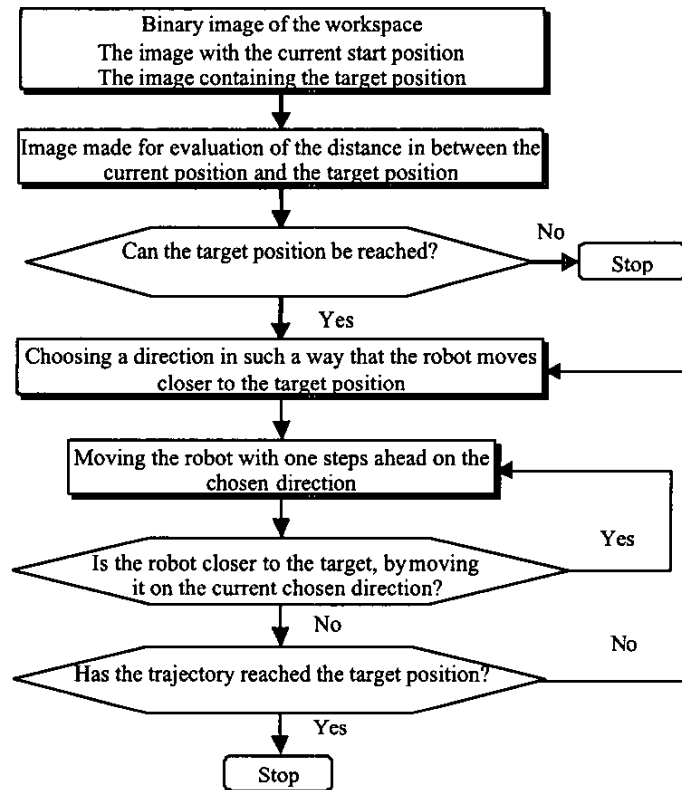 Binary image of the workspace
The image with the current start position
The image containing the target position
Image made for evaluation of the distance in between the
current position and the target position
Can the target position be reached?
No
Stop
Yes
Choosing a direction in such a way that the robot moves
closer to the target position
Moving the robot with one steps ahead on the
chosen direction
Yes
Is the robot closer to the target, by moving
it on the current chosen direction?
No
No
Has the trajectory reached the target position?
Yes
Stop